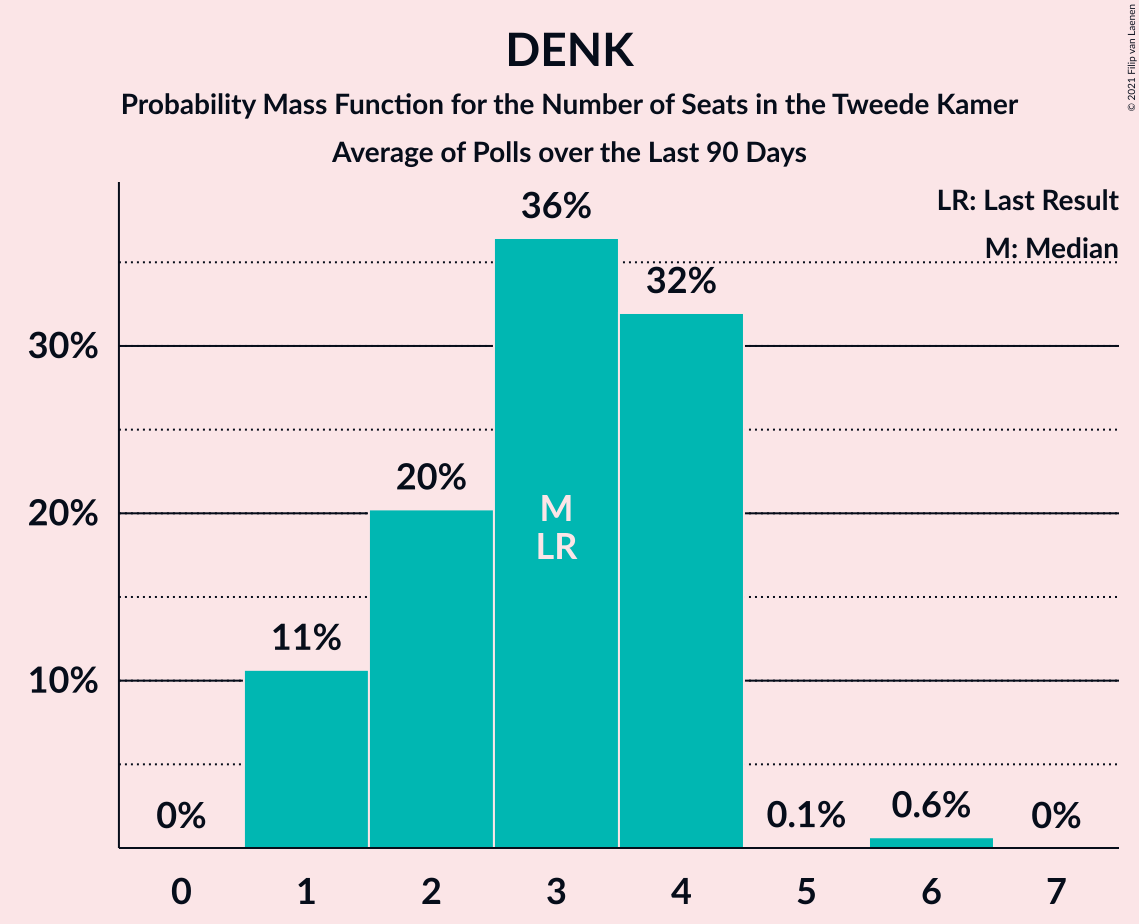 DENK
Probability Mass Function for the Number of Seats in the Tweede Kamer
Average of Polls over the Last 90 Days
© 2021 Filip van Laenen
LR: Last Result
M: Median
36%
32%
30%
20%
M
LR
20%
11%
10%
0%
0.1%
0.6%
0%
0 1 2 3 4 5 6 7